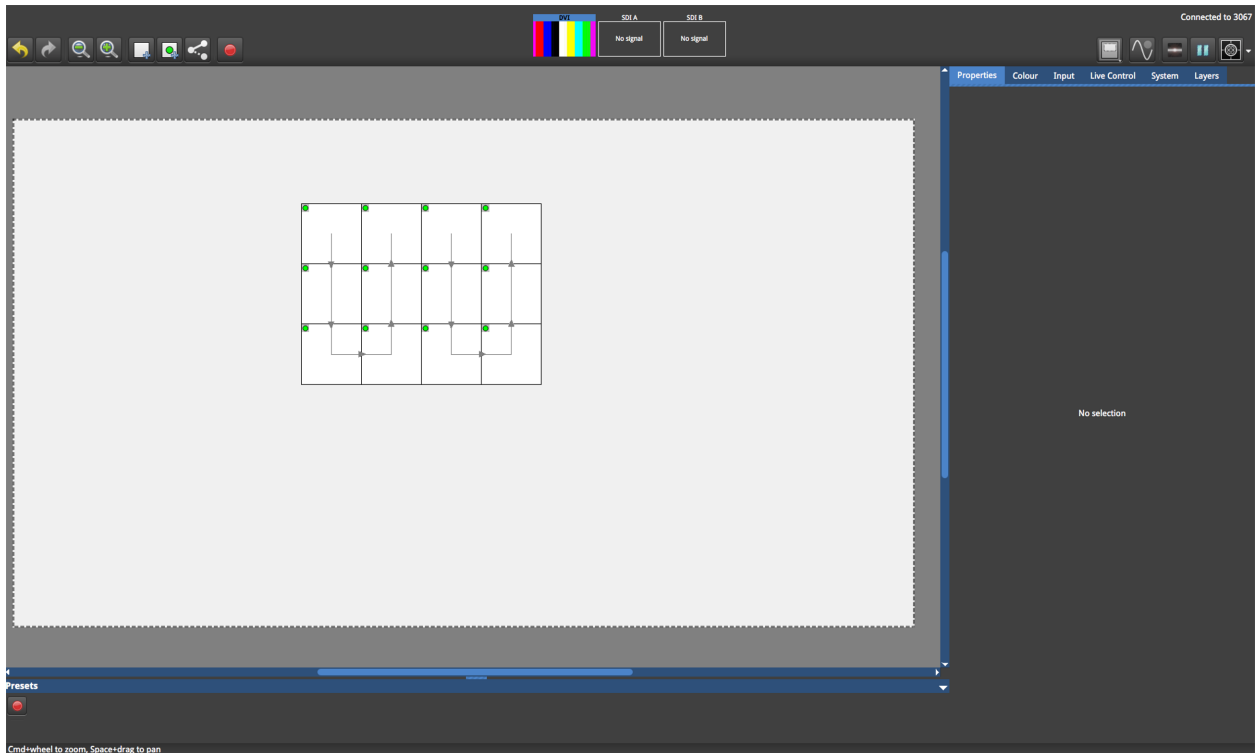 DVI
SDI A
SDI B
No signal
No signal
Connected to 3067
Properties
Colour
Input
Live Control
System
Layers
No selection
Presets
Cmd+wheel to zoom, Space+drag to pan